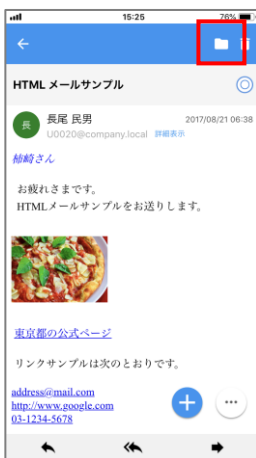 15:25
76%
HTML メールサンプル
長
長尾 民男
2017/08/21 06:38
U0020@company.local 詳細表示
柿崎さん
お疲れさまです。
HTMLメールサンプルをお送りします。
東京都の公式ページ
リンクサンプルは次のとおりです。
address@mail.com
http://www.google.com
03-1234-5678